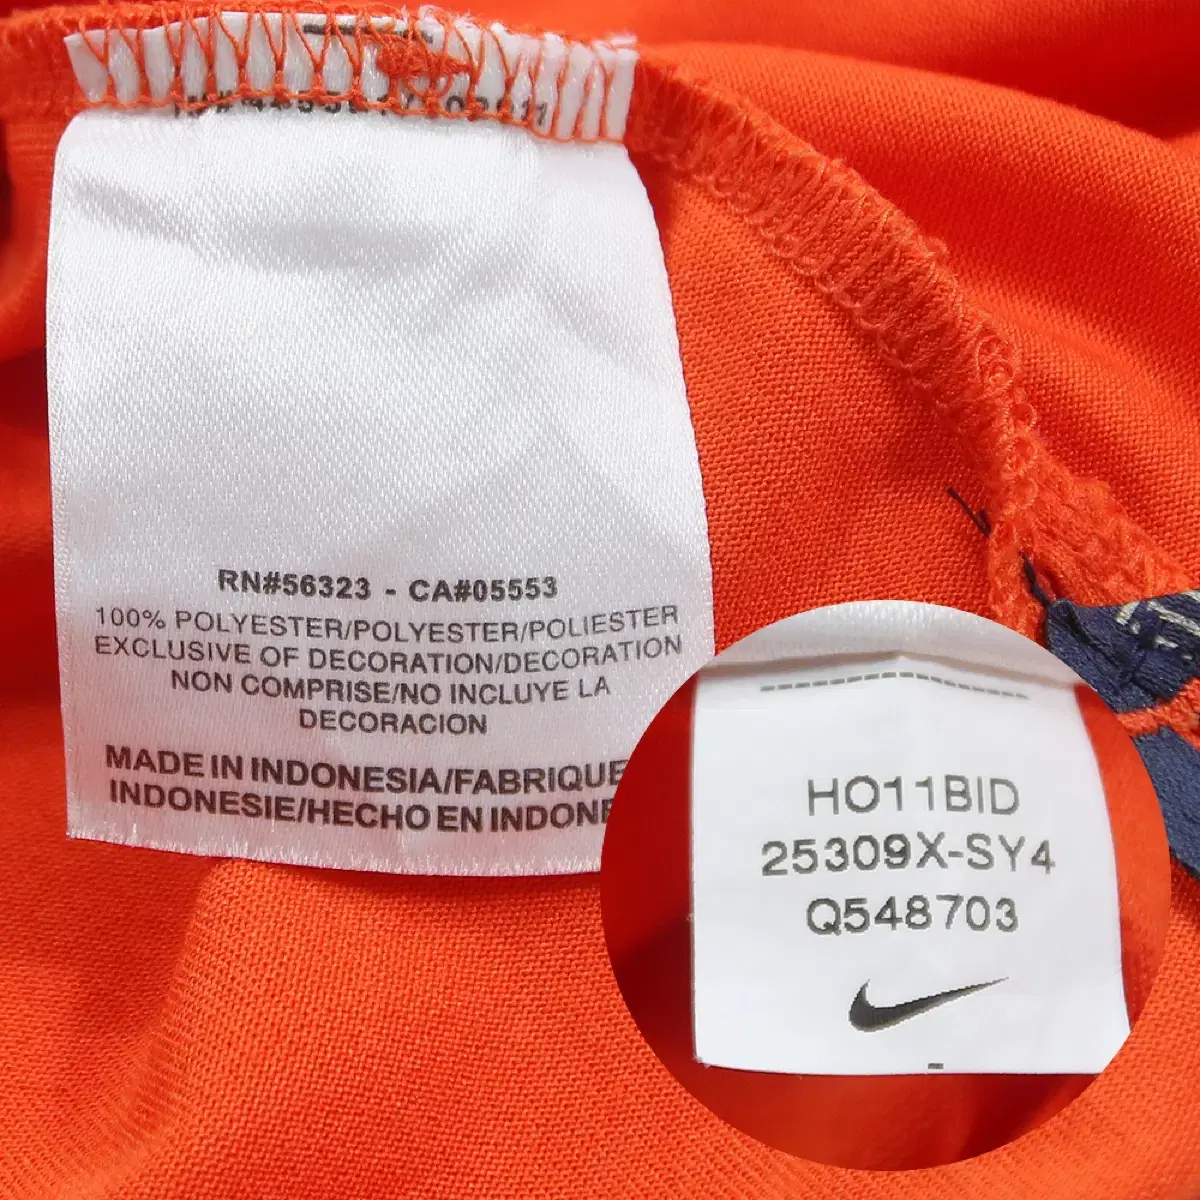 RN#56323 - CA#05553
100% POLYESTER/POLYESTER/POLIESTER
EXCLUSIVE OF DECORATION/DECORATION
NON COMPRISE/NO INCLUYE LA
DECORACION
MADE IN INDONESIA/FABRIQUE
INDONESIE/HECHO EN INDONE
HO11BID
25309X-SY4
Q548703